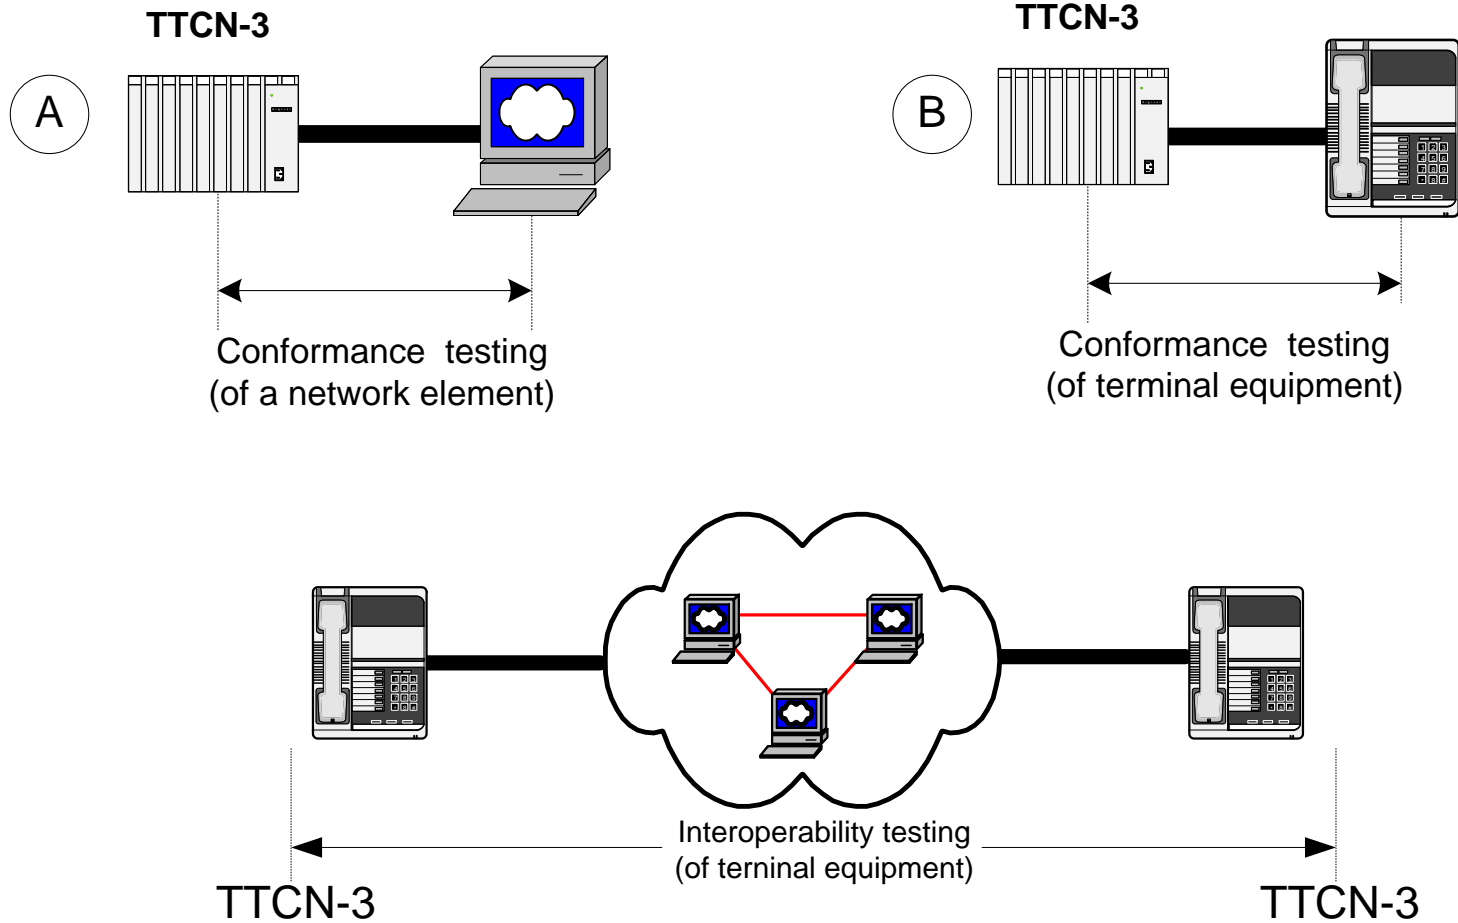 TTCN-3
TTCN-3
A
B
Conformance testing
(of a network element)
Conformance testing
(of terminal equipment)
Interoperability testing
(of terninal equipment)
TTCN-3
TTCN-3